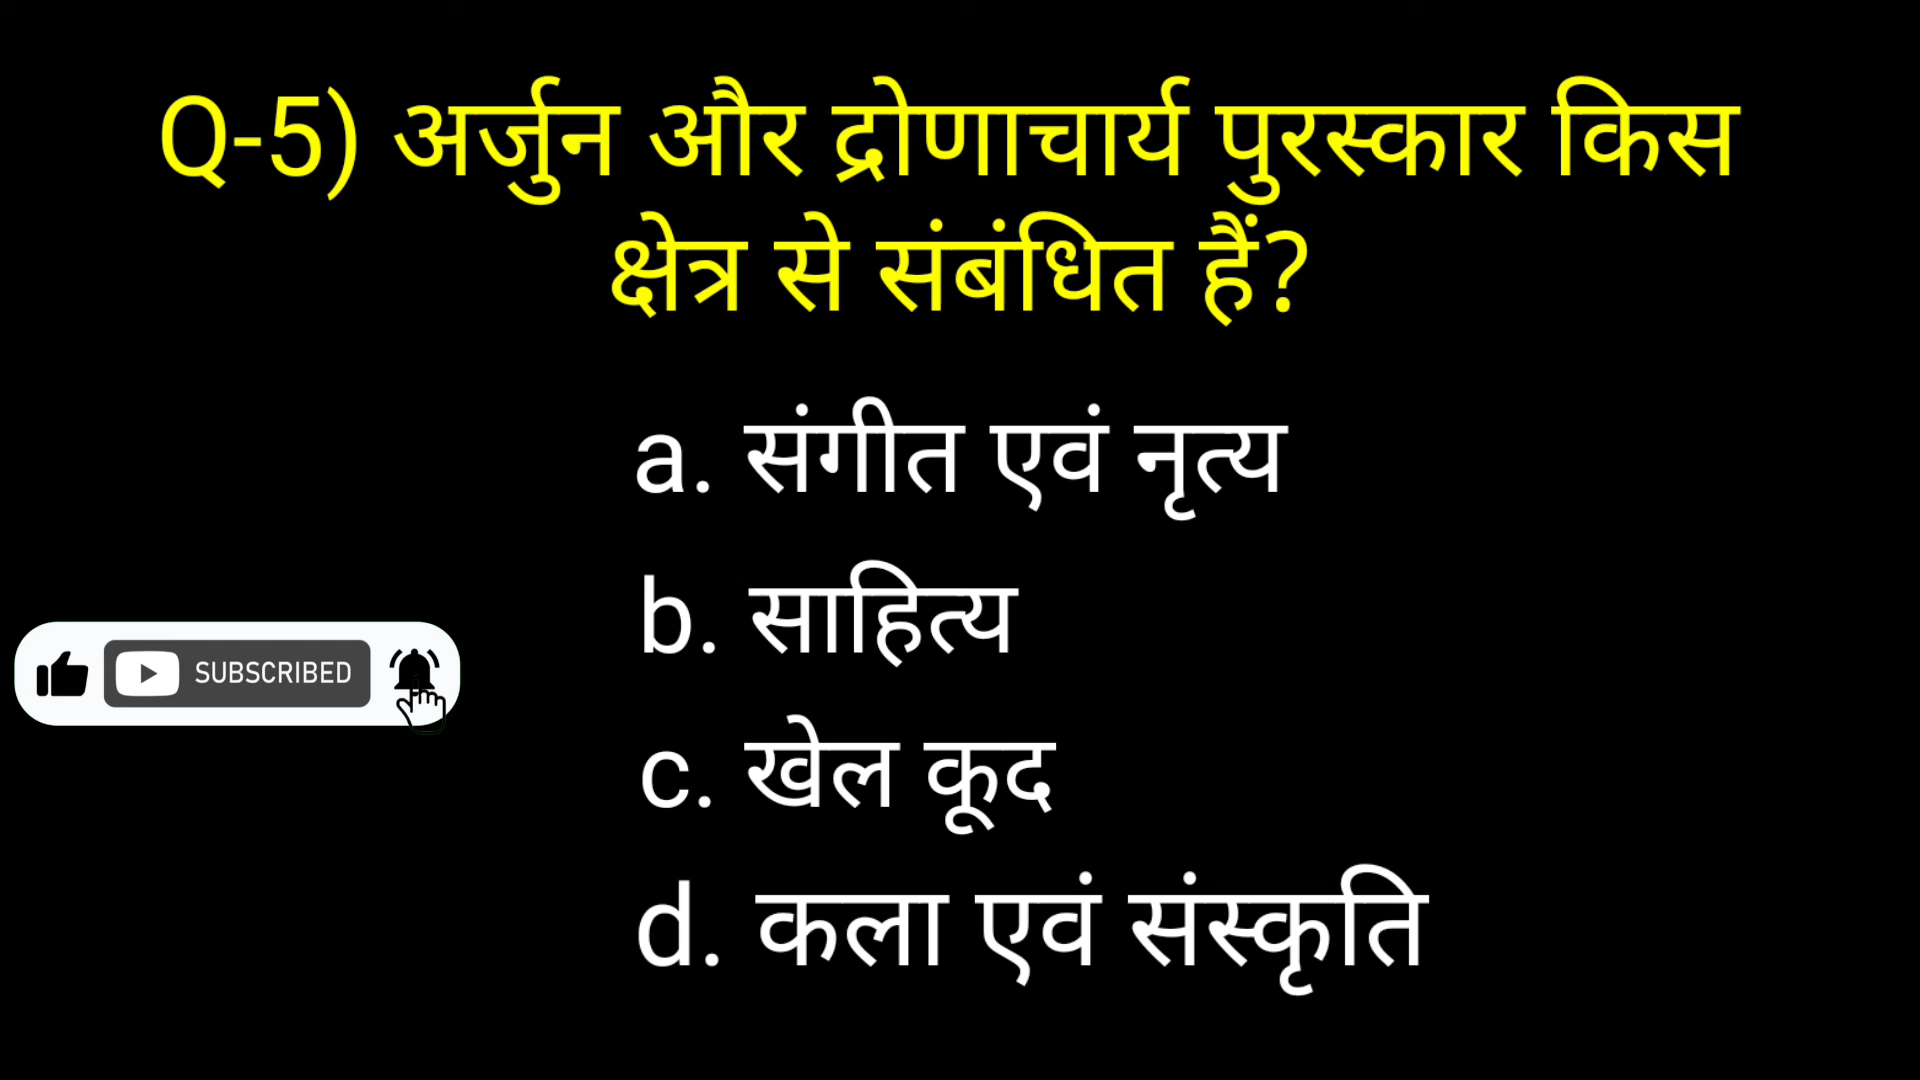 Q-5) अर्जुन और द्रोणाचार्य पुरस्कार किस
क्षेत्र से संबंधित हैं?
a. संगीत एवं नृत्य
b. साहित्य
SUBSCRIBED
c. खेल कूद
d. कला एवं संस्कृति